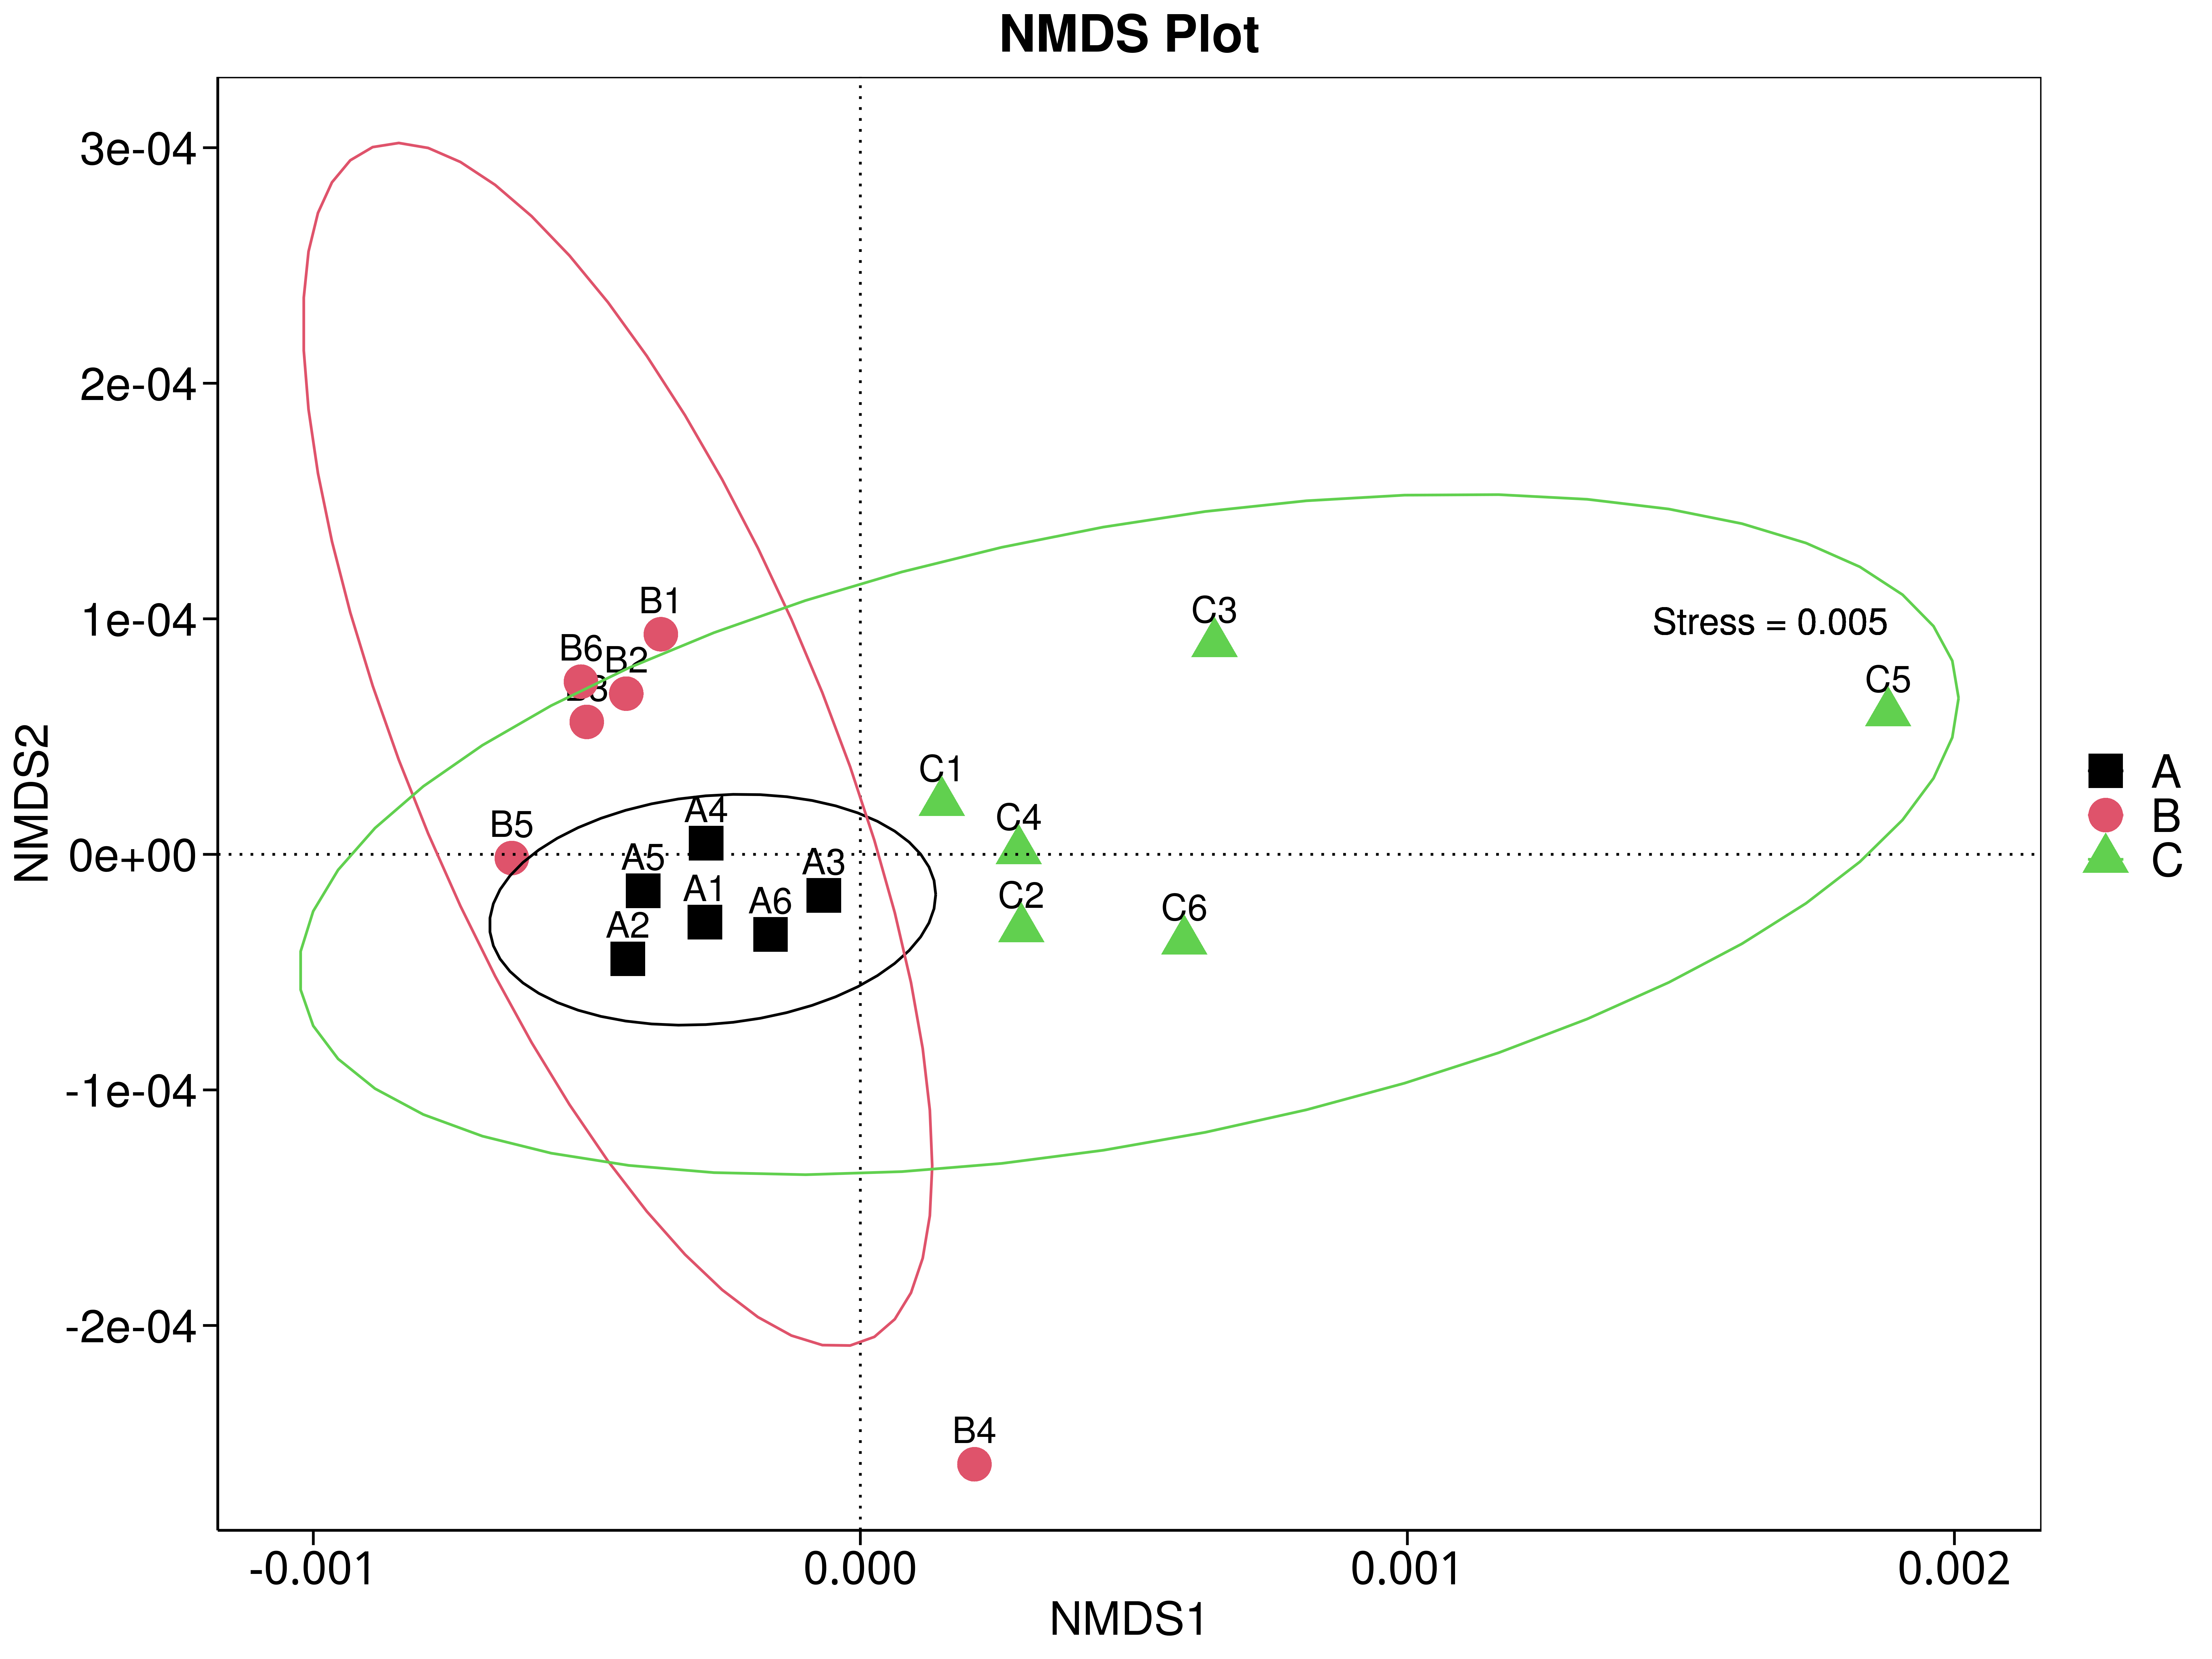 NMDS Plot
3e-04
2e-04
1e-04
0e+00
-1e-04
-2e-04
NMDS2
B1
B6
B2
B5
A4
A5
A3
A1
A6
A2
C3
Stress = 0.005
C5
C1
C4
C2
C6
B4
A
B
C
-0.001
0.000
0.001
0.002
NMDS1